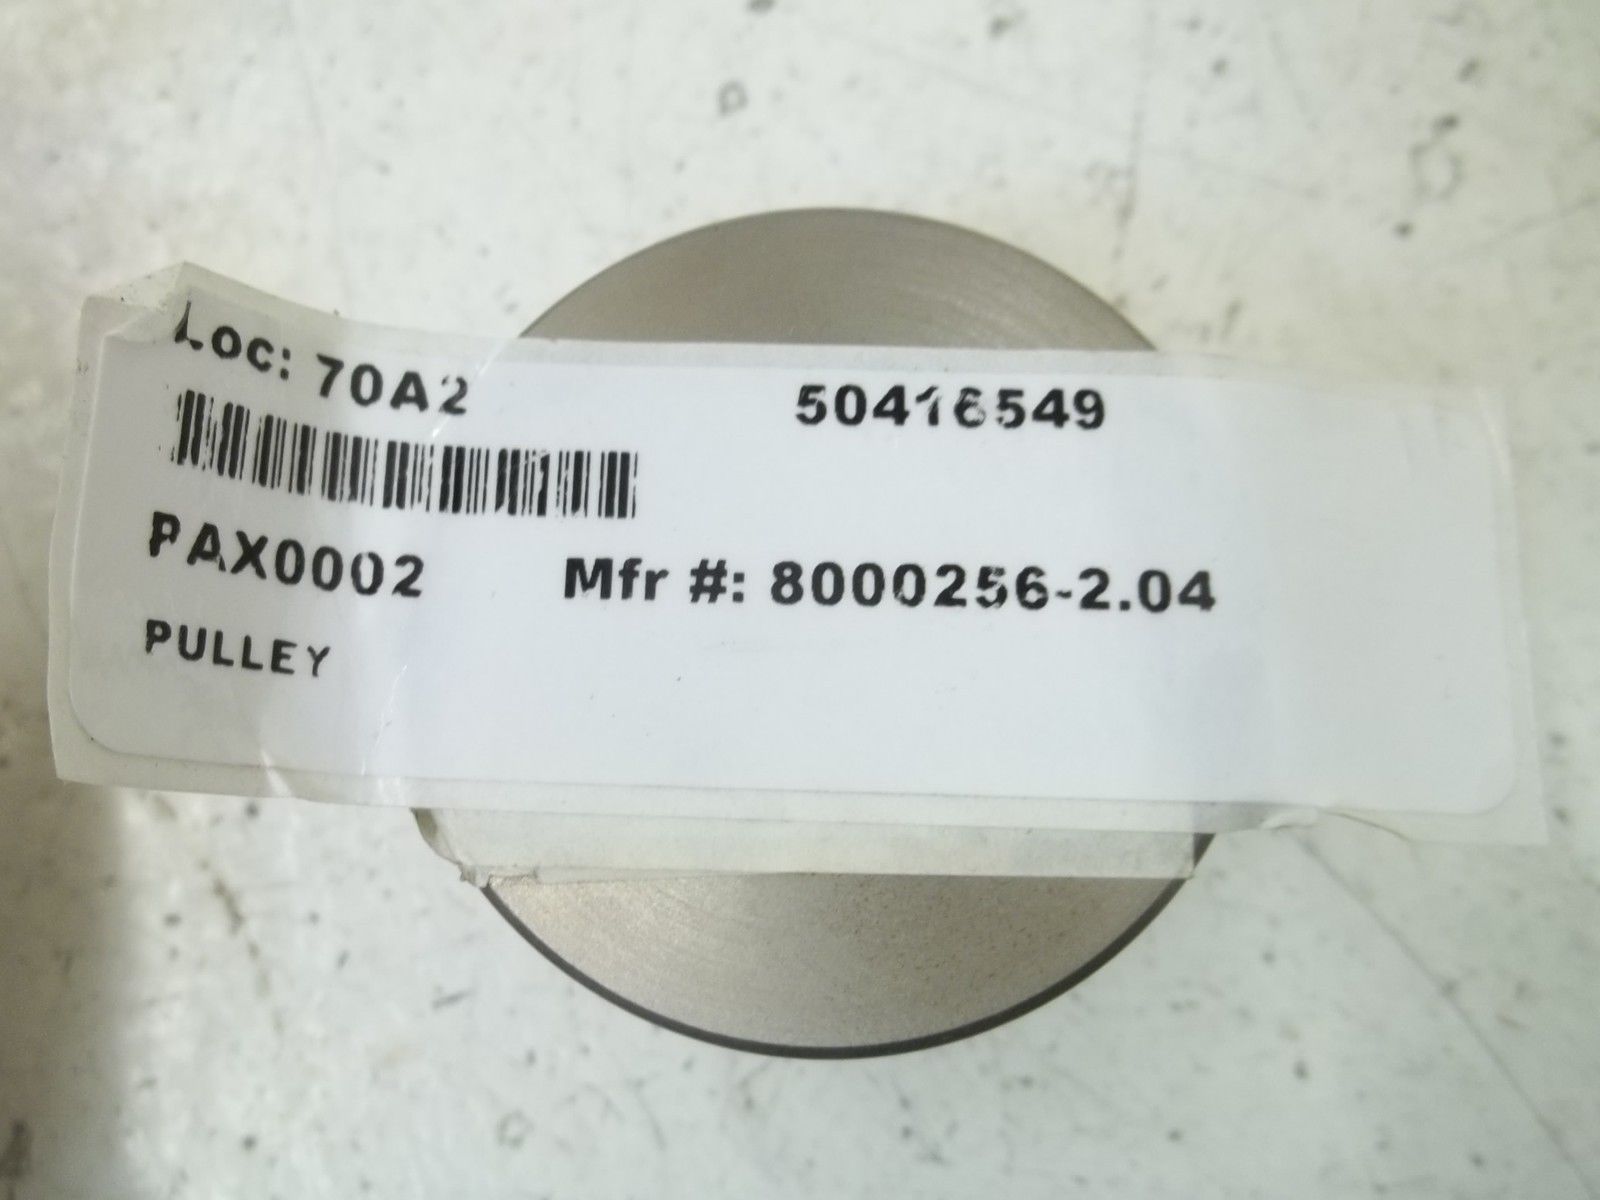 Loc: 70A2 50416549
PAX0002 Mfr #: 8000256-2.04
PULLEY